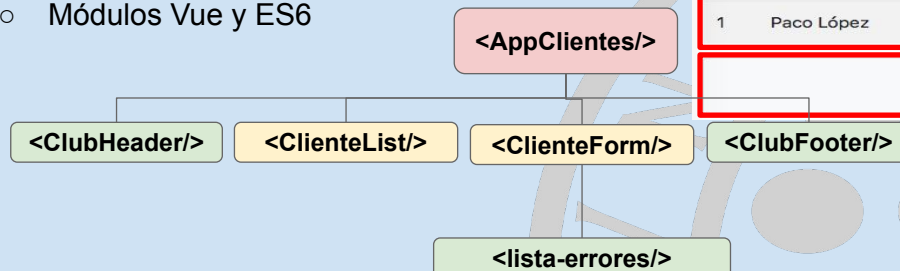 ○ Módulos Vue y ES6
1 Paco López
<AppClientes/>
<ClubHeader/> <ClienteList/> <ClienteForm/> <ClubFooter/>
<lista-errores/>